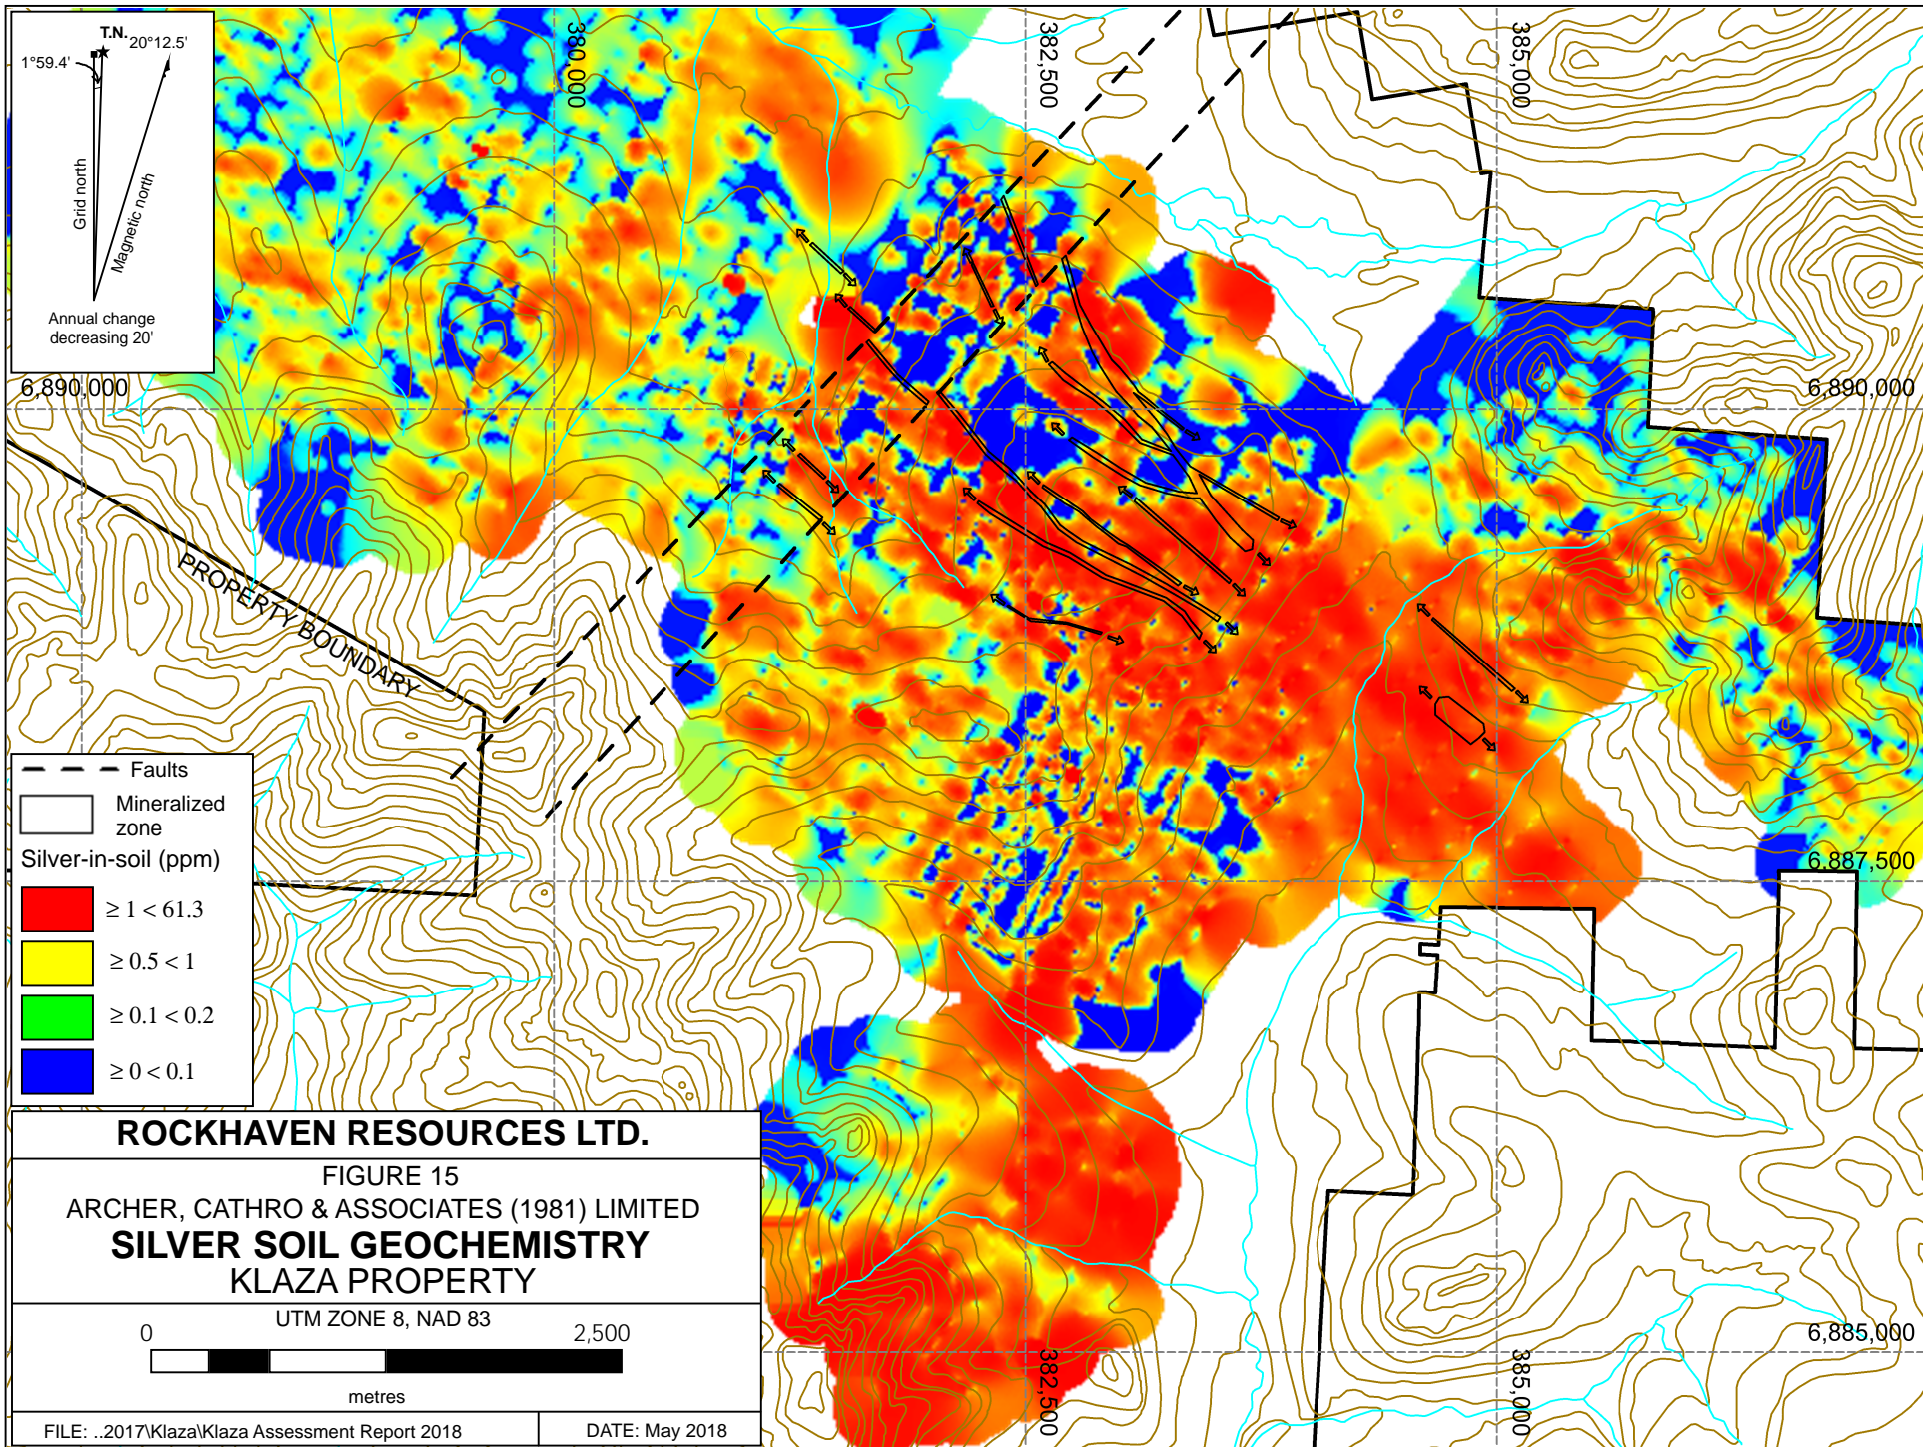 T.N.
20°12.5'
1°59.4'
Grid north
Magnetic north
Annual change
decreasing 20'
380,000
382,500
385,000
6,890,000
6,890,000
PROPERTY BOUNDARY
6,887,500
Faults
Mineralized
zone
Silver-in-soil (ppm)
≥ 1 < 61.3
≥ 0.5 < 1
≥ 0.1 < 0.2
≥ 0 < 0.1
ROCKHAVEN RESOURCES LTD.
FIGURE 15
ARCHER, CATHRO & ASSOCIATES (1981) LIMITED
SILVER SOIL GEOCHEMISTRY
KLAZA PROPERTY
UTM ZONE 8, NAD 83
0 2,500
metres
FILE: ..2017\Klaza\Klaza Assessment Report 2018
DATE: May 2018
6,885,000
382,500
385,000